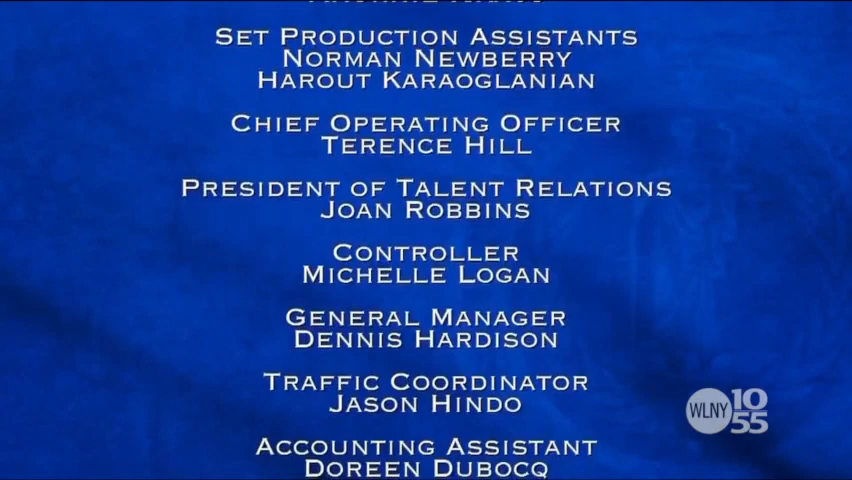 SET PRODUCTION ASSISTANTS
NORMAN NEWBERRY
HAROUT KARAOGLANIAN
CHIEF OPERATING OFFICER
TERENCE HILL
PRESIDENT OF TALENT RELATIONS
JOAN ROBBINS
CONTROLLER
MICHELLE LOGAN
GENERAL MANAGER
DENNIS HARDISON
TRAFFIC COORDINATOR
JASON HINDO
ACCOUNTING ASSISTANT
DOREEN DUBOCQ
WLNY 10
55